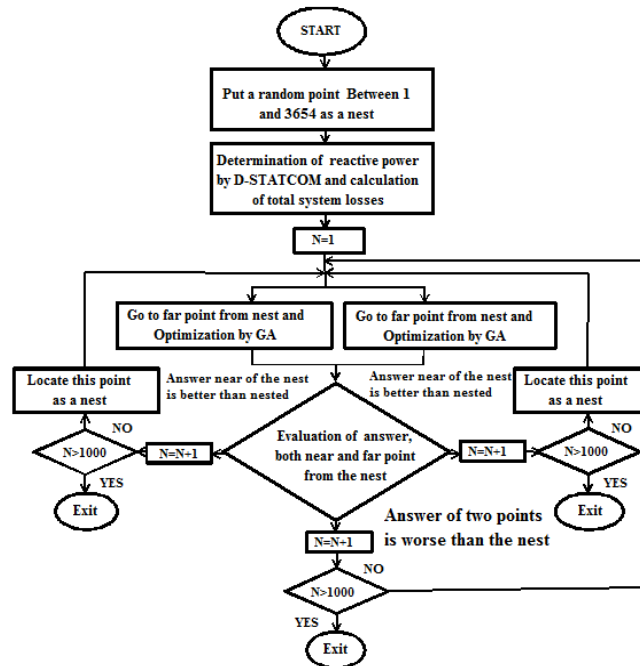 START
Put a random point Between 1
and 3654 as a nest
Determination of reactive power
by D-STATCOM and calculation
of total system losses
N=1
Go to far point from nest and
Optimization by GA
Go to far point from nest and
Optimization by GA
Locate this point
as a nest
Answer near of the nest
is better than nested
Answer near of the nest
is better than nested
Locate this point
as a nest
NO
N>1000
YES
Exit
N=N+1
Evaluation of answer,
both near and far point
from the nest
N=N+1
NO
N>1000
YES
Exit
Answer of two points
is worse than the nest
N=N+1
NO
N>1000
YES
Exit